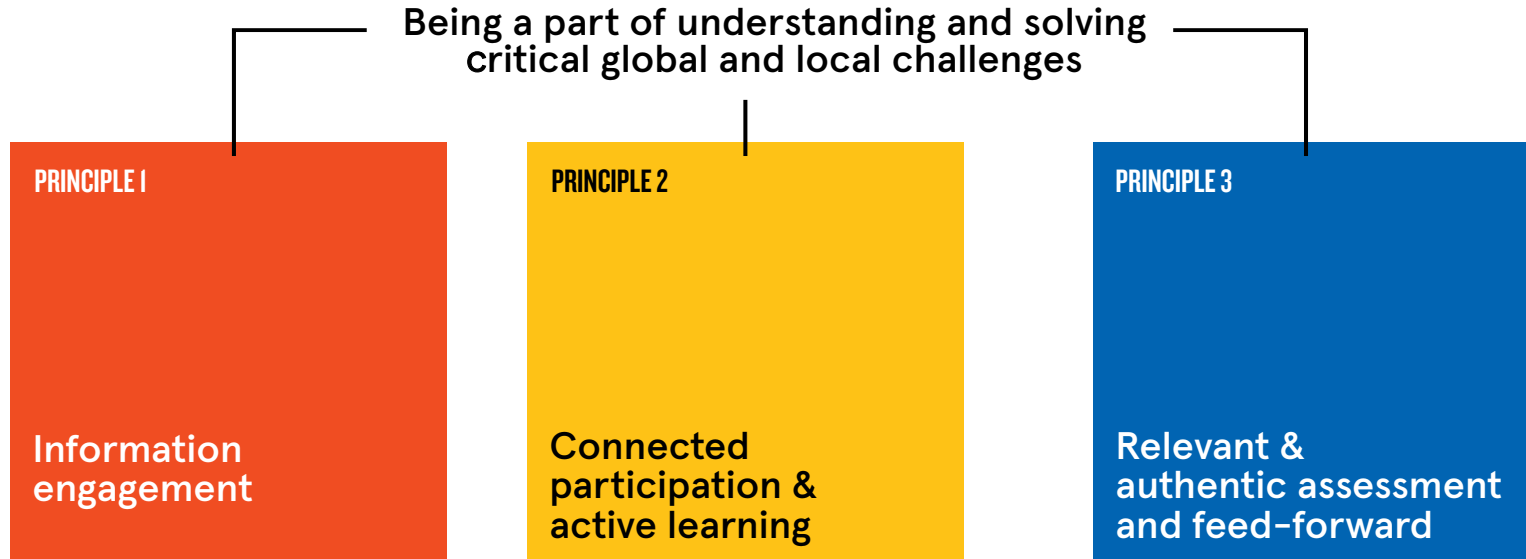 Being a part of understanding and solving
critical global and local challenges
PRINCIPLE 1
Information
engagement
PRINCIPLE 2
Connected
participation &
active learning
PRINCIPLE 3
Relevant &
authentic assessment
and feed-forward